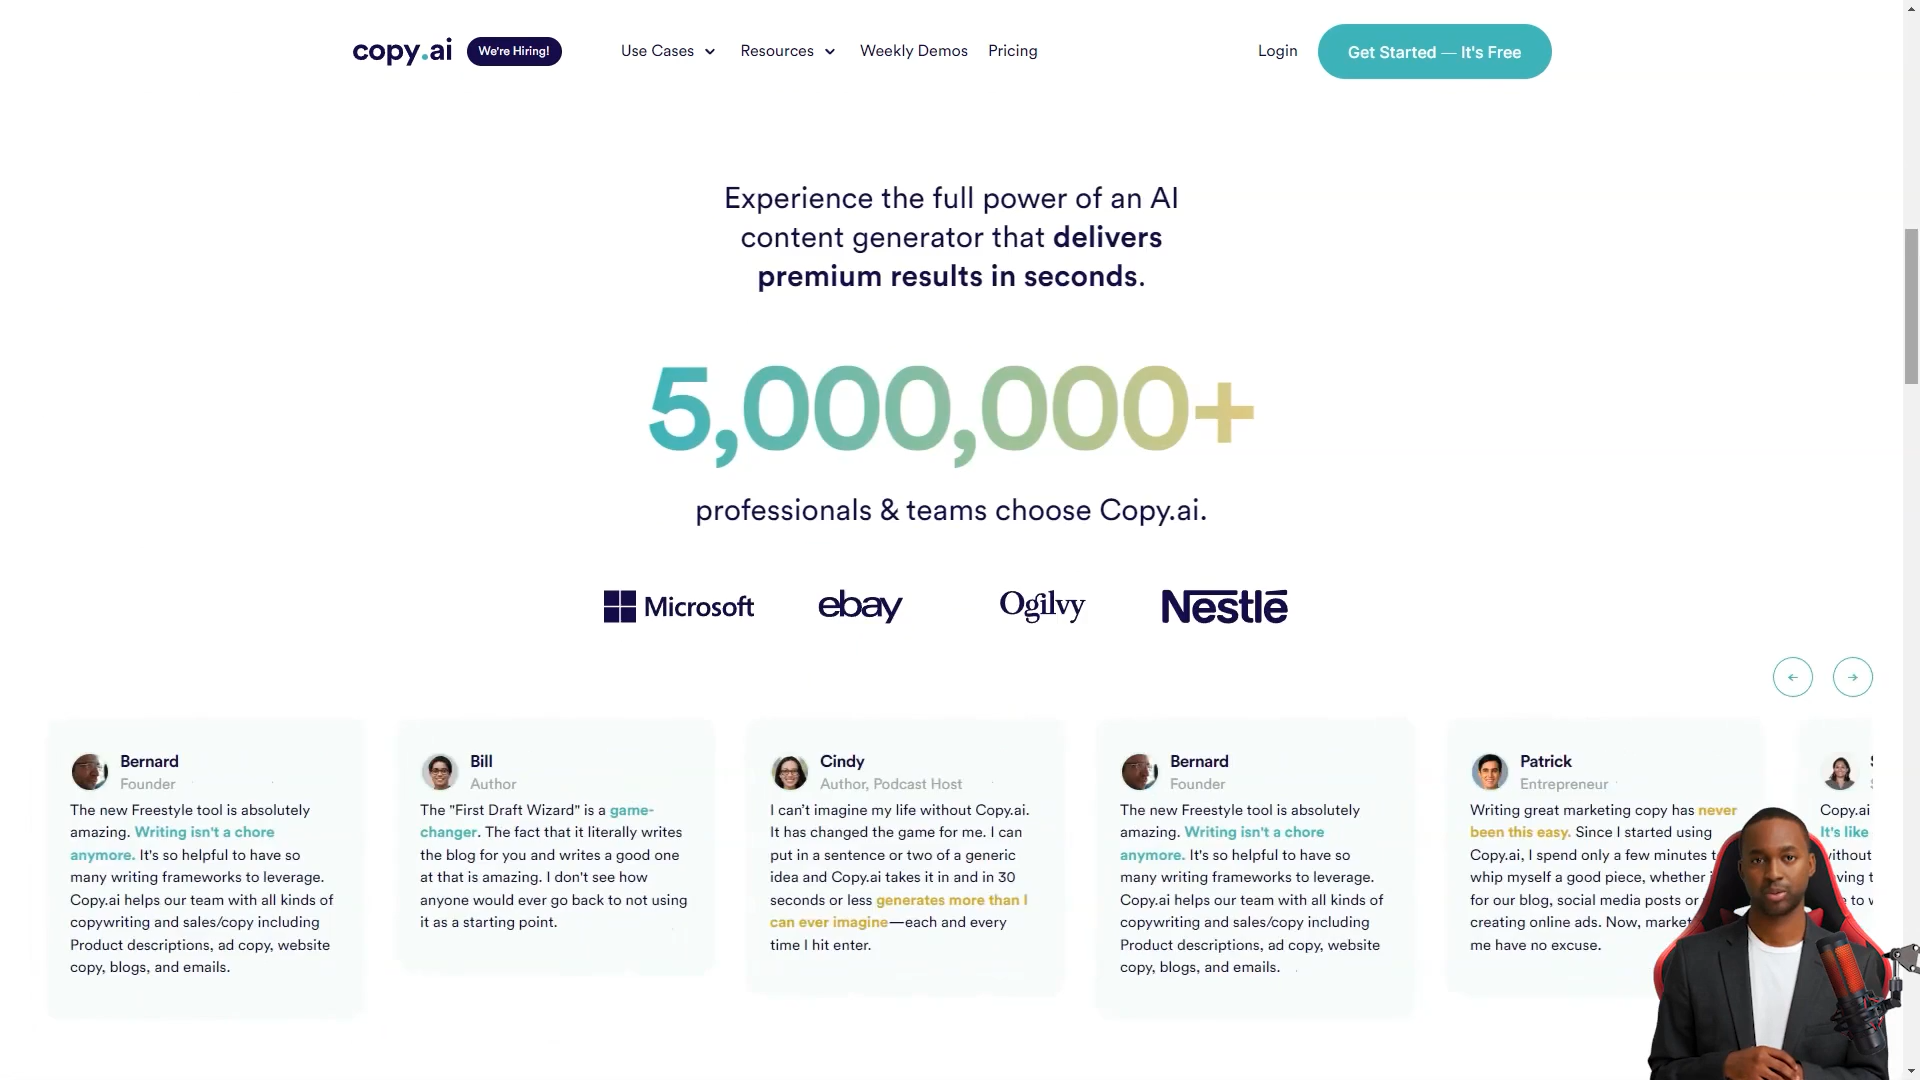 copy.ai We're Hiring! Use Cases Resources Weekly Demos Pricing Login Get Started — It's Free
Experience the full power of an AI
content generator that delivers
premium results in seconds.
5,000,000+
professionals & teams choose Copy.ai.
Microsoft ebay Ogilvy Nestlé
Bernard
Founder
The new Freestyle tool is absolutely
amazing. Writing isn't a chore
anymore. It's so helpful to have so
many writing frameworks to leverage.
Copy.ai helps our team with all kinds of
copywriting and sales/copy including
Product descriptions, ad copy, website
copy, blogs, and emails.
Bill
Author
The "First Draft Wizard" is a game-
changer. The fact that it literally writes
the blog for you and writes a good one
at that is amazing. I don't see how
anyone would ever go back to not using
it as a starting point.
Cindy
Author, Podcast Host
I can’t imagine my life without Copy.ai.
It has changed the game for me. I can
put in a sentence or two of a generic
idea and Copy.ai takes it in and in 30
seconds or less generates more than I
can ever imagine—each and every
time I hit enter.
Bernard
Founder
The new Freestyle tool is absolutely
amazing. Writing isn't a chore
anymore. It's so helpful to have so
many writing frameworks to leverage.
Copy.ai helps our team with all kinds of
copywriting and sales/copy including
Product descriptions, ad copy, website
copy, blogs, and emails.
Patrick
Entrepreneur
Writing great marketing copy has never
been this easy. Since I started using
Copy.ai, I spend only a few minutes
whip myself a good piece, whether
for our blog, social media posts or
creating online ads. Now,
me have no excuse.
Copy.ai
It's like